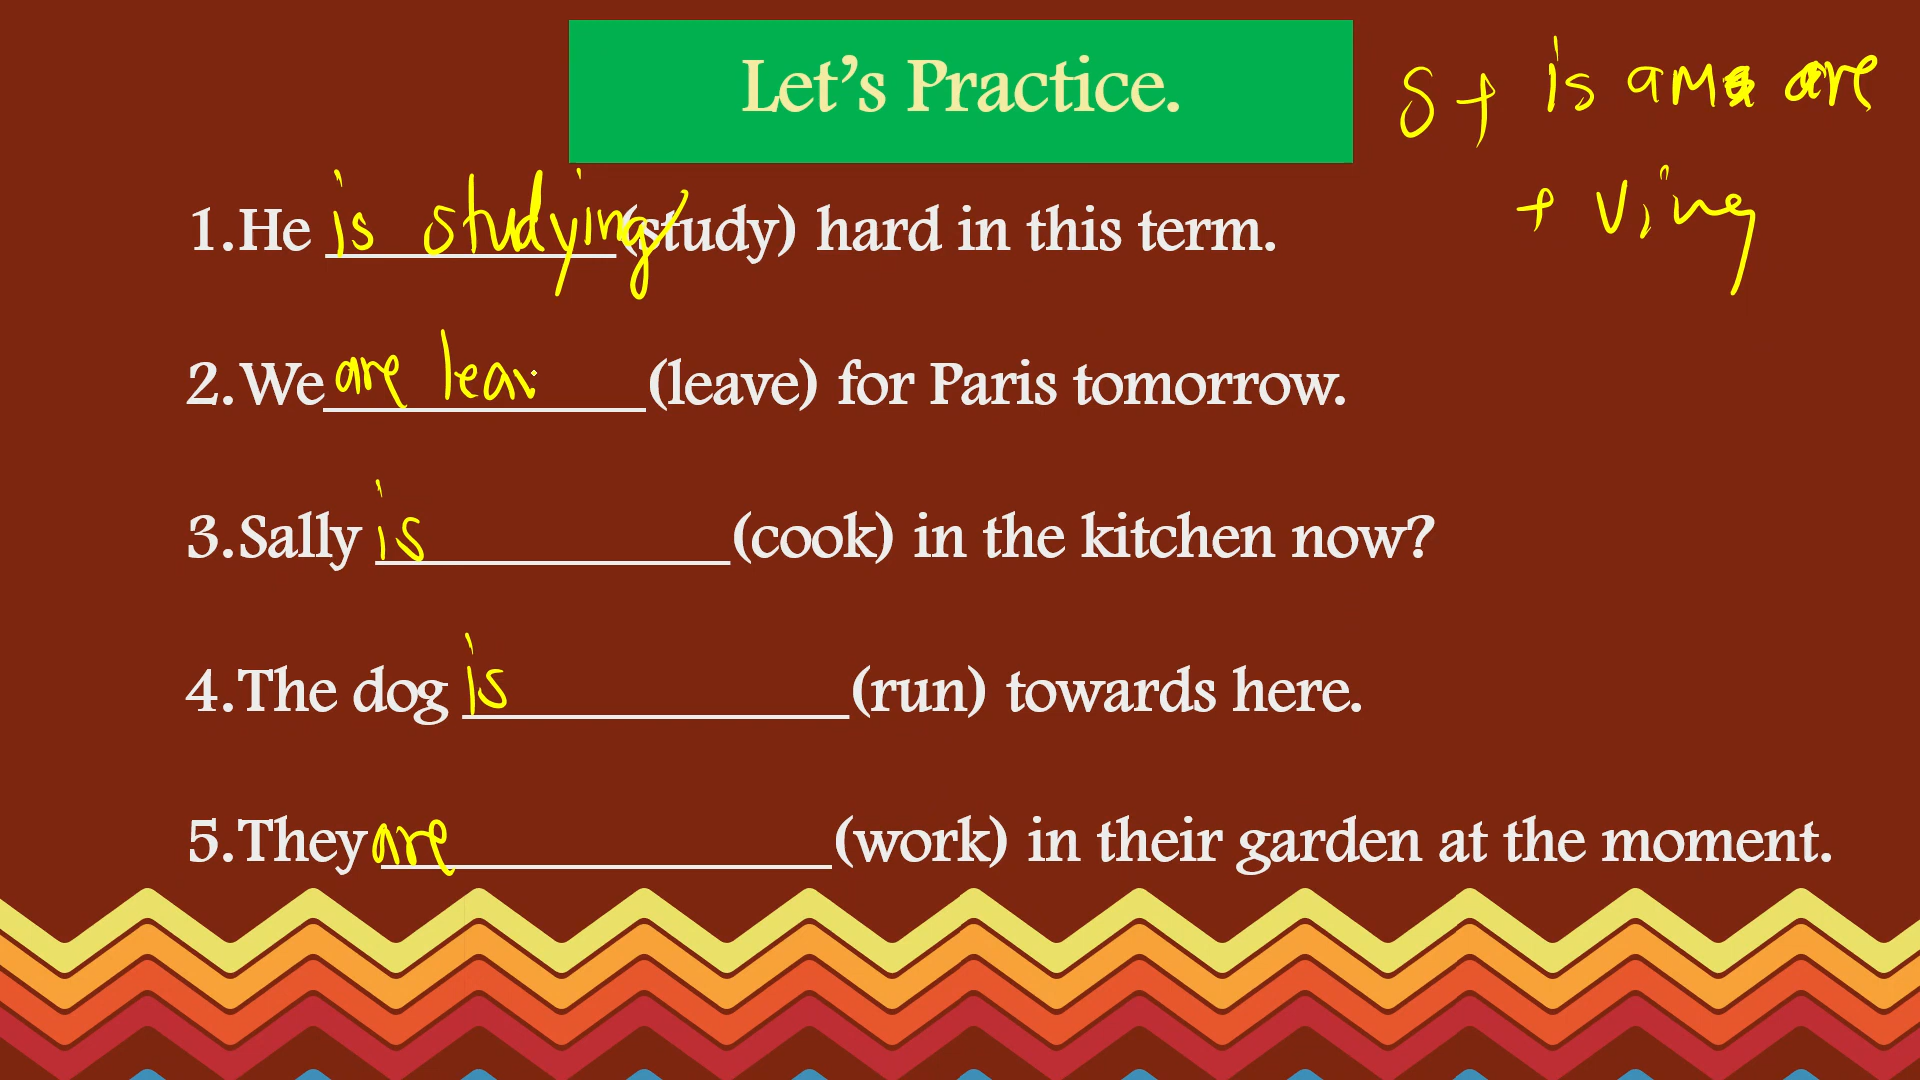 Let's Practice.
S + is am are
+ Ving
1.He is studying (study) hard in this term.
2.We are leav (leave) for Paris tomorrow.
3.Sally is (cook) in the kitchen now?
4.The dog is (run) towards here.
5.They are (work) in their garden at the moment.